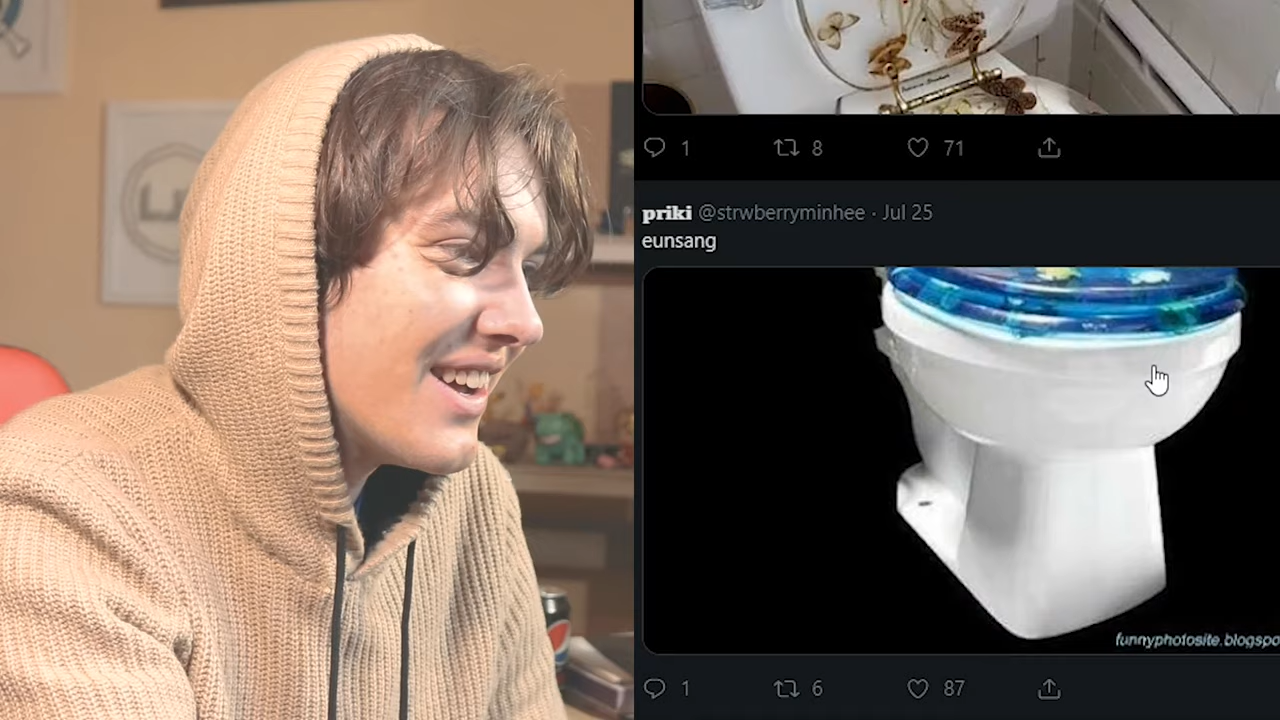 1 8 71
priki @strwberryminhee · Jul 25
eunsang
funnyphotosite.blogspo
1 6 87